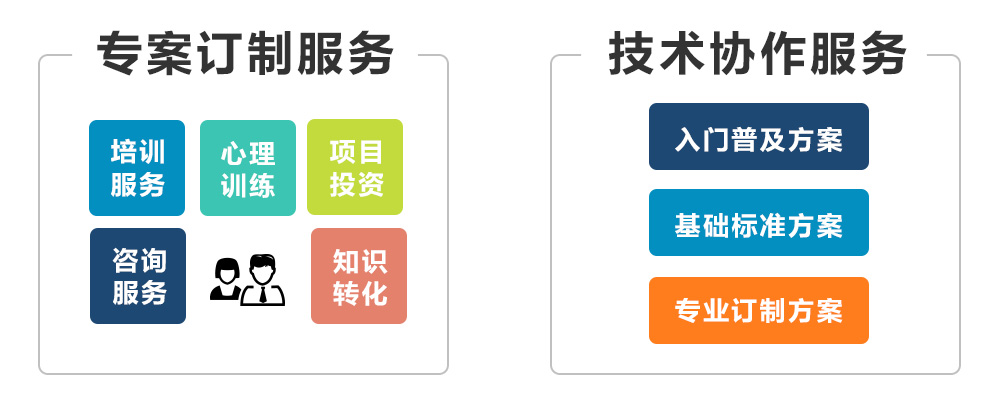 专案订制服务
培训
服务
心理
训练
项目
投资
咨询
服务
知识
转化
技术协作服务
入门普及方案
基础标准方案
专业订制方案